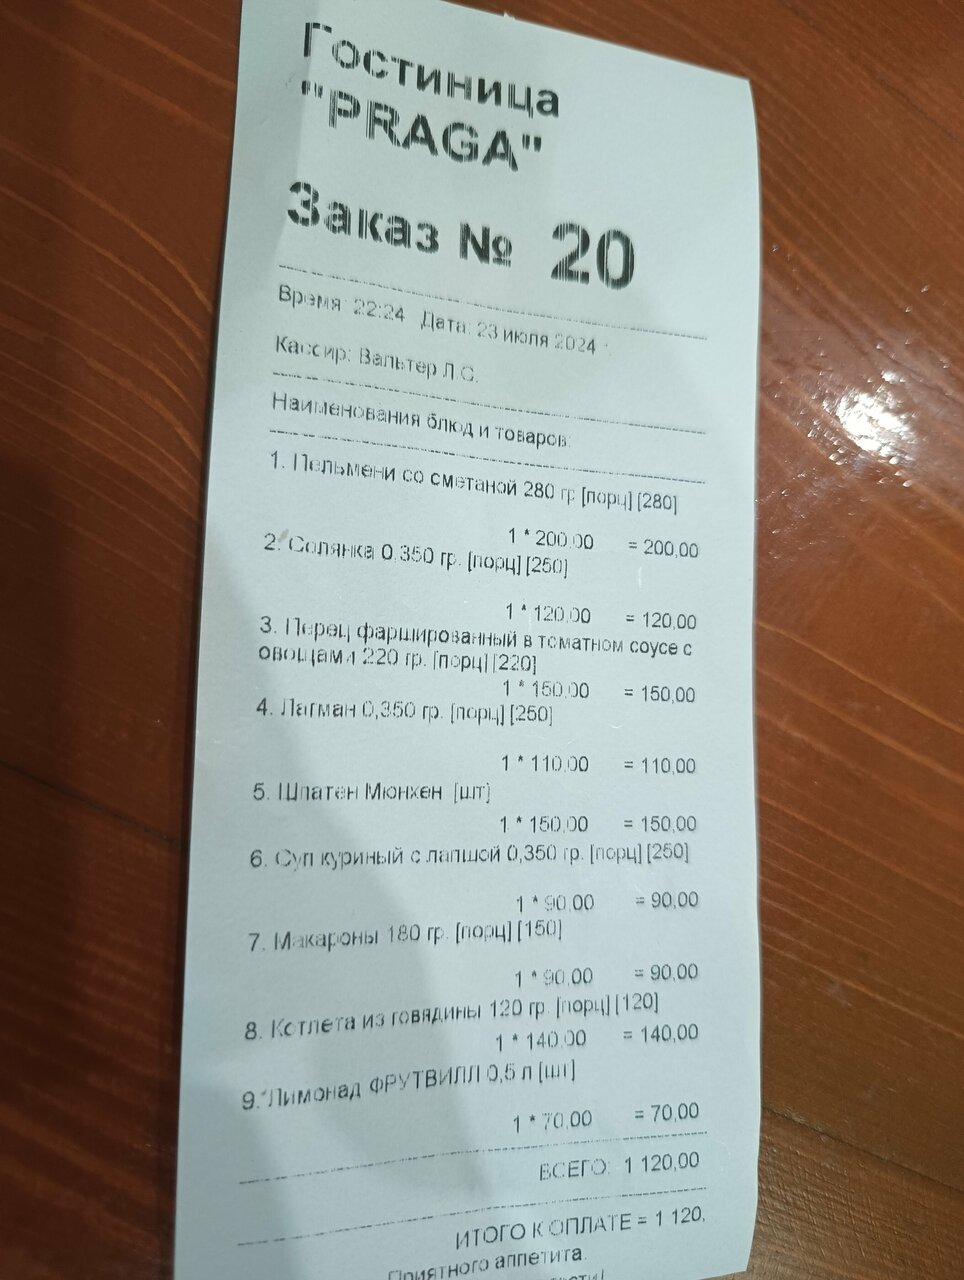 Гостиница
"PRAGA"
Заказ № 20
Время: 22:24 Дата: 23 июля 2024 г.
Кассир: Вальтер Л.С.
Наименования блюд и товаров:
1. Пельмени со сметаной 280 гр [порц] [280]
1 * 200,00 = 200,00
2. Солянка 0,350 гр. [порц] [250]
1 * 120,00 = 120,00
3. Перец фаршированный в томатном соусе с
овощами 220 гр. [порц] [220]
1 * 150,00 = 150,00
4. Лагман 0,350 гр. [порц] [250]
1 * 110,00 = 110,00
5. Шпатен Мюнхен [шт]
1 * 150,00 = 150,00
6. Суп куриный с лапшой 0,350 гр. [порц] [250]
1 * 90,00 = 90,00
7. Макароны 180 гр. [порц] [150]
1 * 90,00 = 90,00
8. Котлета из говядины 120 гр. [порц] [120]
1 * 140,00 = 140,00
9. Лимонад ФРУТВИЛЛ 0,5 л [шт]
1 * 70,00 = 70,00
ВСЕГО: 1 120,00
ИТОГО К ОПЛАТЕ = 1 120,
Приятного аппетита.